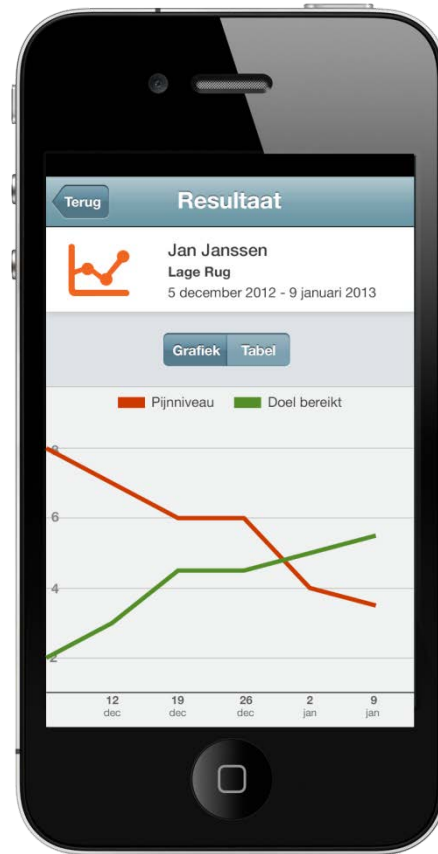 Terug
Resultaat
Jan Janssen
Lage Rug
5 december 2012 - 9 januari 2013
Grafiek Tabel
Pijnniveau Doel bereikt
8
6
4
2
12 19 26 2 9
dec dec dec jan jan